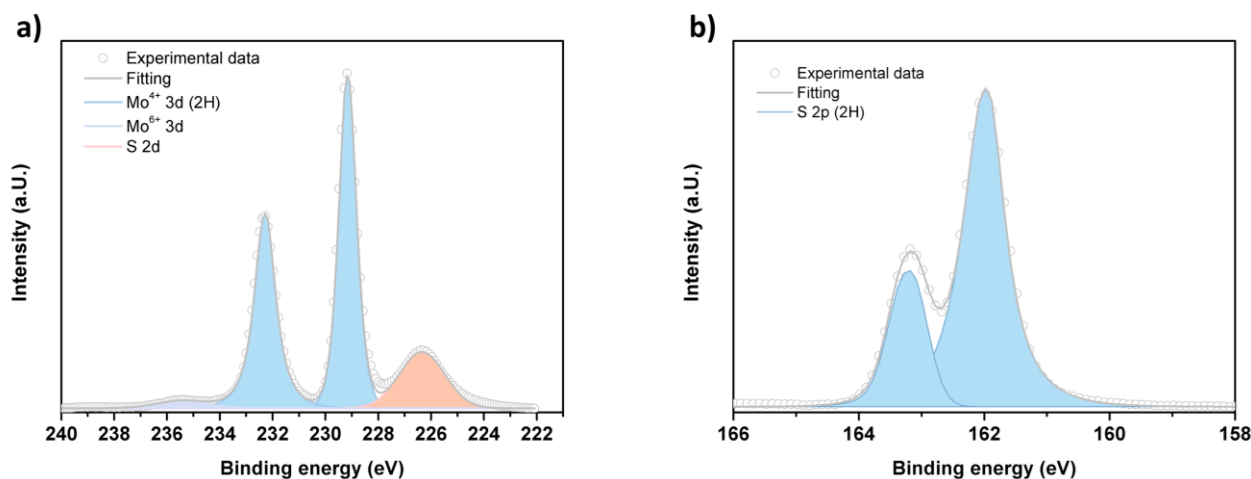 a)
Experimental data
Fitting
Mo⁴⁺ 3d (2H)
Mo⁶⁺ 3d
S 2d
Intensity (a.U.)
240 238 236 234 232 230 228 226 224 222
Binding energy (eV)
b)
Experimental data
Fitting
S 2p (2H)
Intensity (a.U.)
166 164 162 160 158
Binding energy (eV)